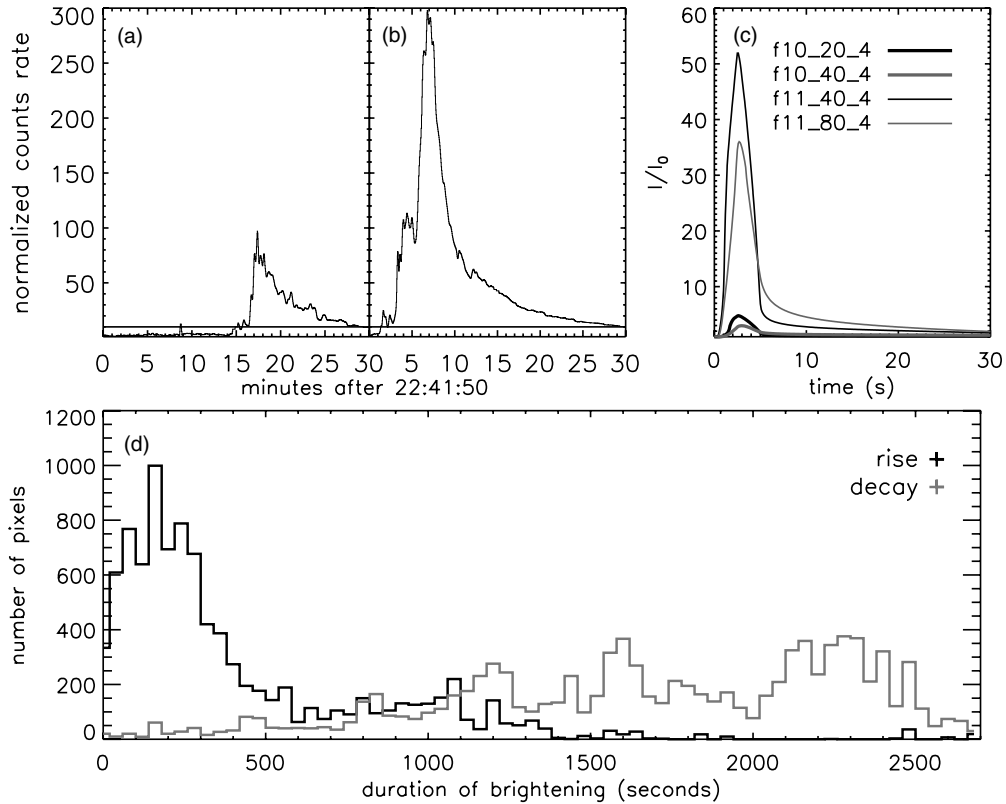 normalized counts rate
300
250
200
150
100
50
(a)
(b)
0 5 10 15 20 25 30
5 10 15 20 25 30
minutes after 22:41:50
I/I0
60
50
40
30
20
10
(c)
f10_20_4
f10_40_4
f11_40_4
f11_80_4
0 10 20 30
time (s)
number of pixels
1200
1000
800
600
400
200
0
(d)
rise
decay
0 500 1000 1500 2000 2500
duration of brightening (seconds)